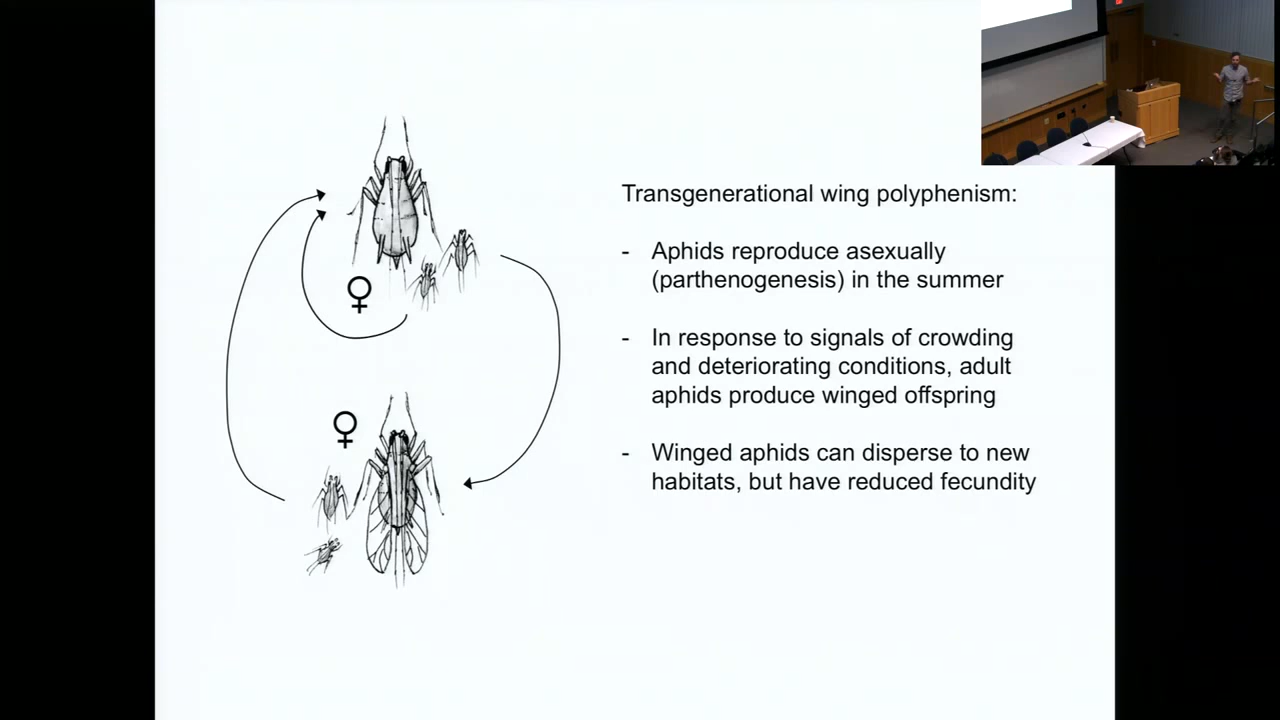 Transgenerational wing polyphenism:
- Aphids reproduce asexually
(parthenogenesis) in the summer
- In response to signals of crowding
and deteriorating conditions, adult
aphids produce winged offspring
- Winged aphids can disperse to new
habitats, but have reduced fecundity
♀
♀